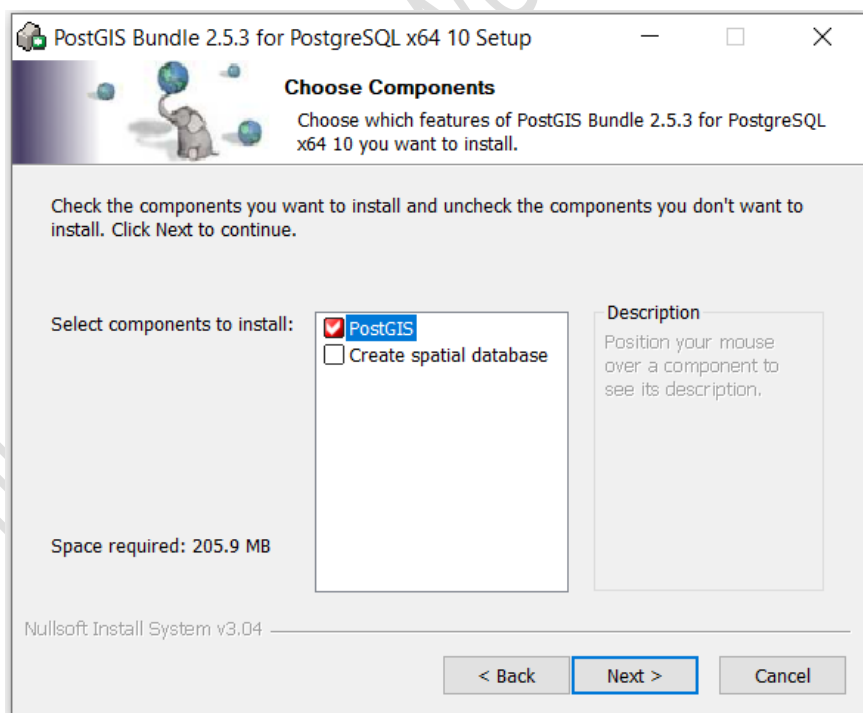 PostGIS Bundle 2.5.3 for PostgreSQL x64 10 Setup
Choose Components
Choose which features of PostGIS Bundle 2.5.3 for PostgreSQL
x64 10 you want to install.
Check the components you want to install and uncheck the components you don't want to
install. Click Next to continue.
Select components to install:
PostGIS
Create spatial database
Description
Position your mouse
over a component to
see its description.
Space required: 205.9 MB
Nullsoft Install System v3.04
< Back
Next >
Cancel